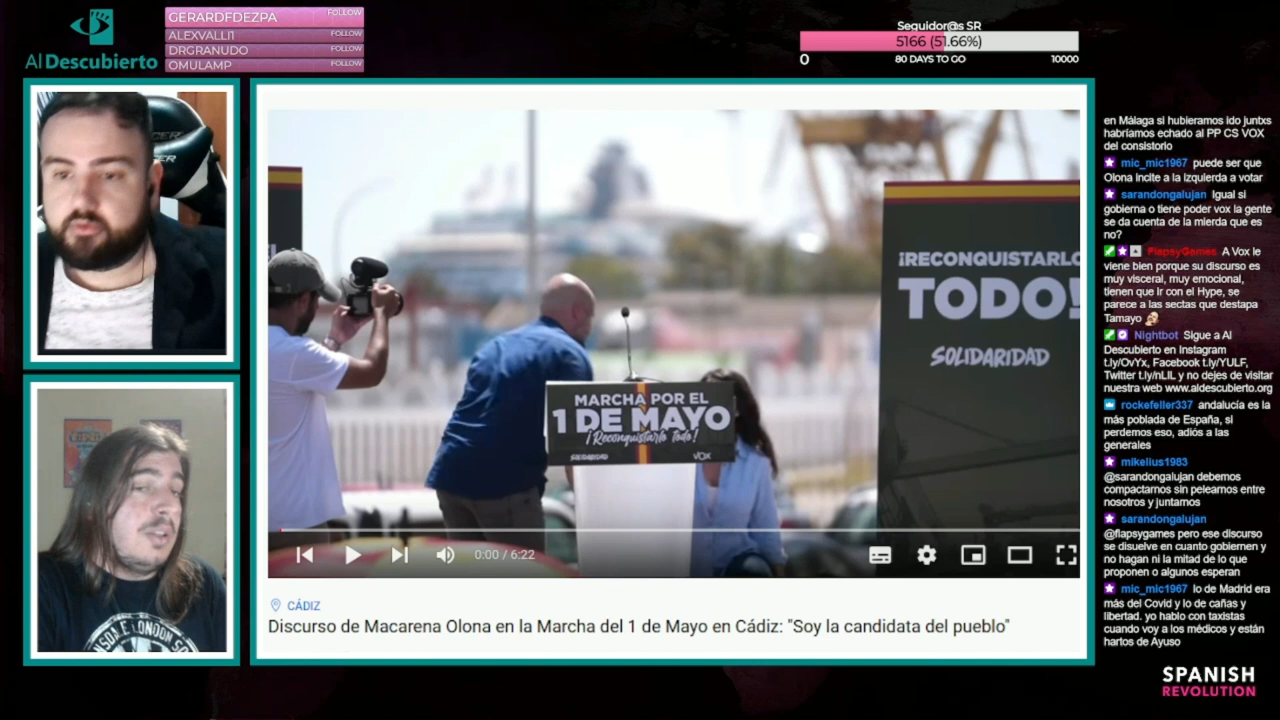 Al Descubierto
GERARDFDEZPA FOLLOW
ALEXVALLI1 FOLLOW
DRGRANUDO FOLLOW
OMULAMP FOLLOW
Seguidor@s SR
5166 (51.66%)
0 80 DAYS TO GO 10000
¡RECONQUISTARLO
TODO!
SOLIDARIDAD
MARCHA POR EL
1 DE MAYO
¡Reconquistarlo Todo!
SOLIDARIDAD VOX
0:00 / 6:22
CÁDIZ
Discurso de Macarena Olona en la Marcha del 1 de Mayo en Cádiz: "Soy la candidata del pueblo"
en Málaga si hubieramos ido juntxs
habríamos echado al PP CS VOX
del consistorio
mic_mic1967 puede ser que
Olona incite a la izquierda a votar
sarandongalujan Igual si
gobierna o tiene poder vox la gente
se da cuenta de la mierda que es
no?
FlapsyGames A Vox le
viene bien porque su discurso es
muy visceral, muy emocional,
tienen que ir con el Hype, se
parece a las sectas que destapa
Tamayo
Nightbot Sigue a Al
Descubierto en Instagram
t.ly/OvYx, Facebook t.ly/YULF,
Twitter t.ly/nLIL y no dejes de visitar
nuestra web www.aldescubierto.org
rockefeller337 andalucía es la
más poblada de España, si
perdemos eso, adiós a las
generales
mikelius1983
@sarandongalujan debemos
compactarnos sin pelearnos entre
nosotros y juntarnos
sarandongalujan
@flapsygames pero ese discurso
se disuelve en cuanto gobiernen y
no hagan ni la mitad de lo que
proponen o algunos esperan
mic_mic1967 lo de Madrid era
más del Covid y lo de cañas y
libertad. yo hablo con taxistas
cuando voy a los médicos y están
hartos de Ayuso
SPANISH
REVOLUTION